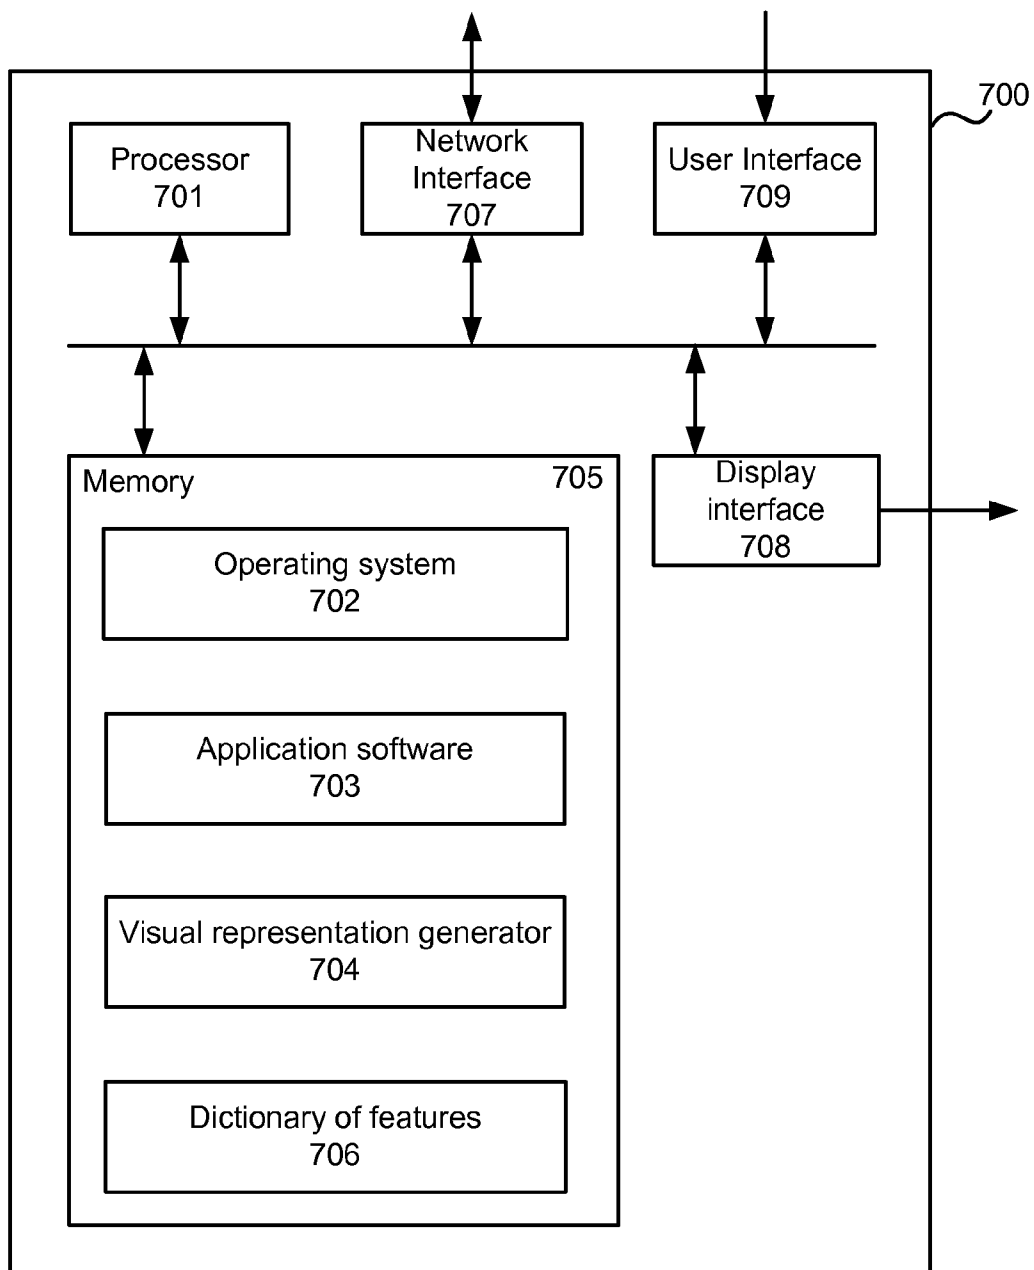 700
Processor
701
Network
Interface
707
User Interface
709
Memory
705
Display
interface
708
Operating system
702
Application software
703
Visual representation generator
704
Dictionary of features
706